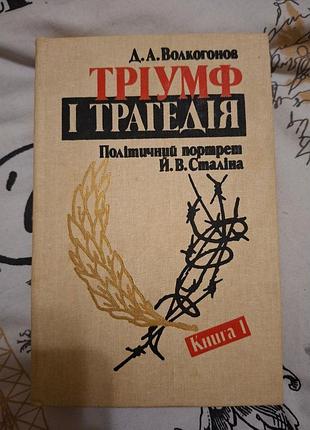 Д. А. Волкогонов
ТРІУМФ
І ТРАГЕДІЯ
Політичний портрет
Й. В. Сталіна
Книга 1